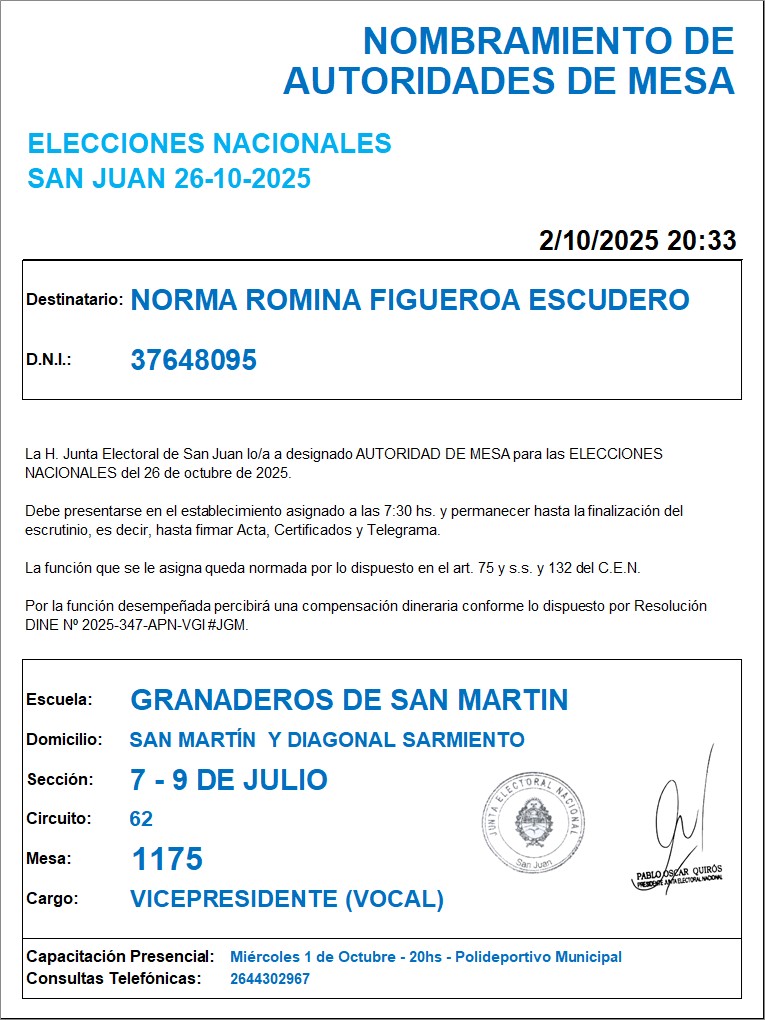 NOMBRAMIENTO DE
AUTORIDADES DE MESA
ELECCIONES NACIONALES
SAN JUAN 26-10-2025
2/10/2025 20:33
Destinatario: NORMA ROMINA FIGUEROA ESCUDERO
D.N.I.: 37648095
La H. Junta Electoral de San Juan lo/a a designado AUTORIDAD DE MESA para las ELECCIONES
NACIONALES del 26 de octubre de 2025.
Debe presentarse en el establecimiento asignado a las 7:30 hs. y permanecer hasta la finalización del
escrutinio, es decir, hasta firmar Acta, Certificados y Telegrama.
La función que se le asigna queda normada por lo dispuesto en el art. 75 y s.s. y 132 del C.E.N.
Por la función desempeñada percibirá una compensación dineraria conforme lo dispuesto por Resolución
DINE Nº 2025-347-APN-VGI#JGM.
Escuela: GRANADEROS DE SAN MARTIN
Domicilio: SAN MARTÍN Y DIAGONAL SARMIENTO
Sección: 7 - 9 DE JULIO
Circuito: 62
Mesa: 1175
Cargo: VICEPRESIDENTE (VOCAL)
JUNTA ELECTORAL NACIONAL
San Juan
PABLO OSCAR QUIRÓS
PRESIDENTE JUNTA ELECTORAL NACIONAL
Capacitación Presencial: Miércoles 1 de Octubre - 20hs - Polideportivo Municipal
Consultas Telefónicas: 2644302967